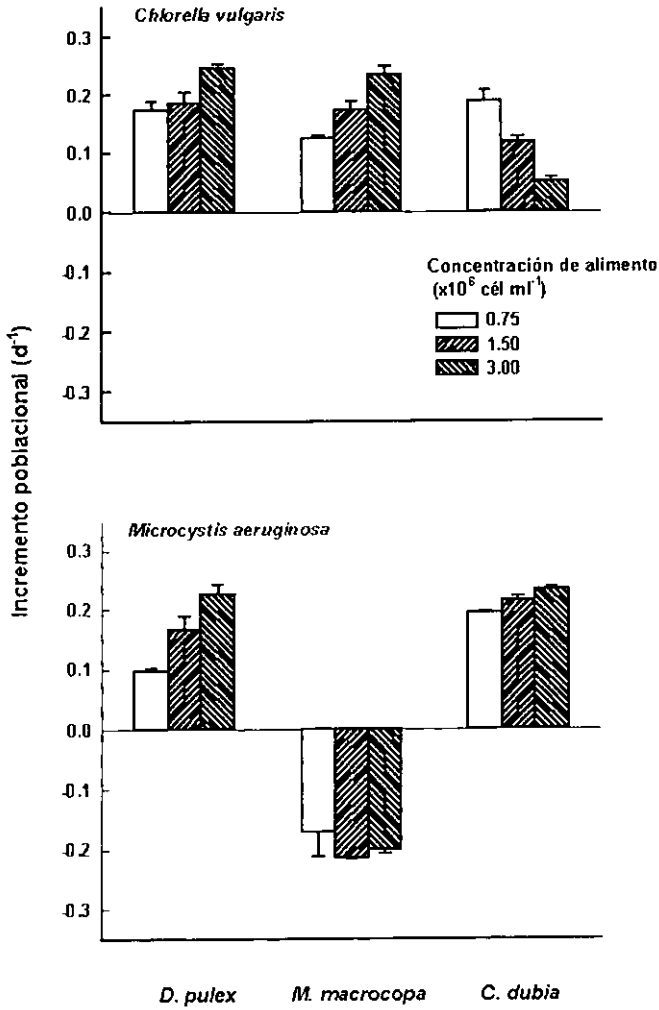 Chlorella vulgaris
0.3
0.2
0.1
0.0
-0.1
-0.2
-0.3
Concentración de alimento
(x10⁶ cél ml⁻¹)
0.75
1.50
3.00
Incremento poblacional (d⁻¹)
Microcystis aeruginosa
0.3
0.2
0.1
0.0
-0.1
-0.2
-0.3
D. pulex M. macrocopa C. dubia